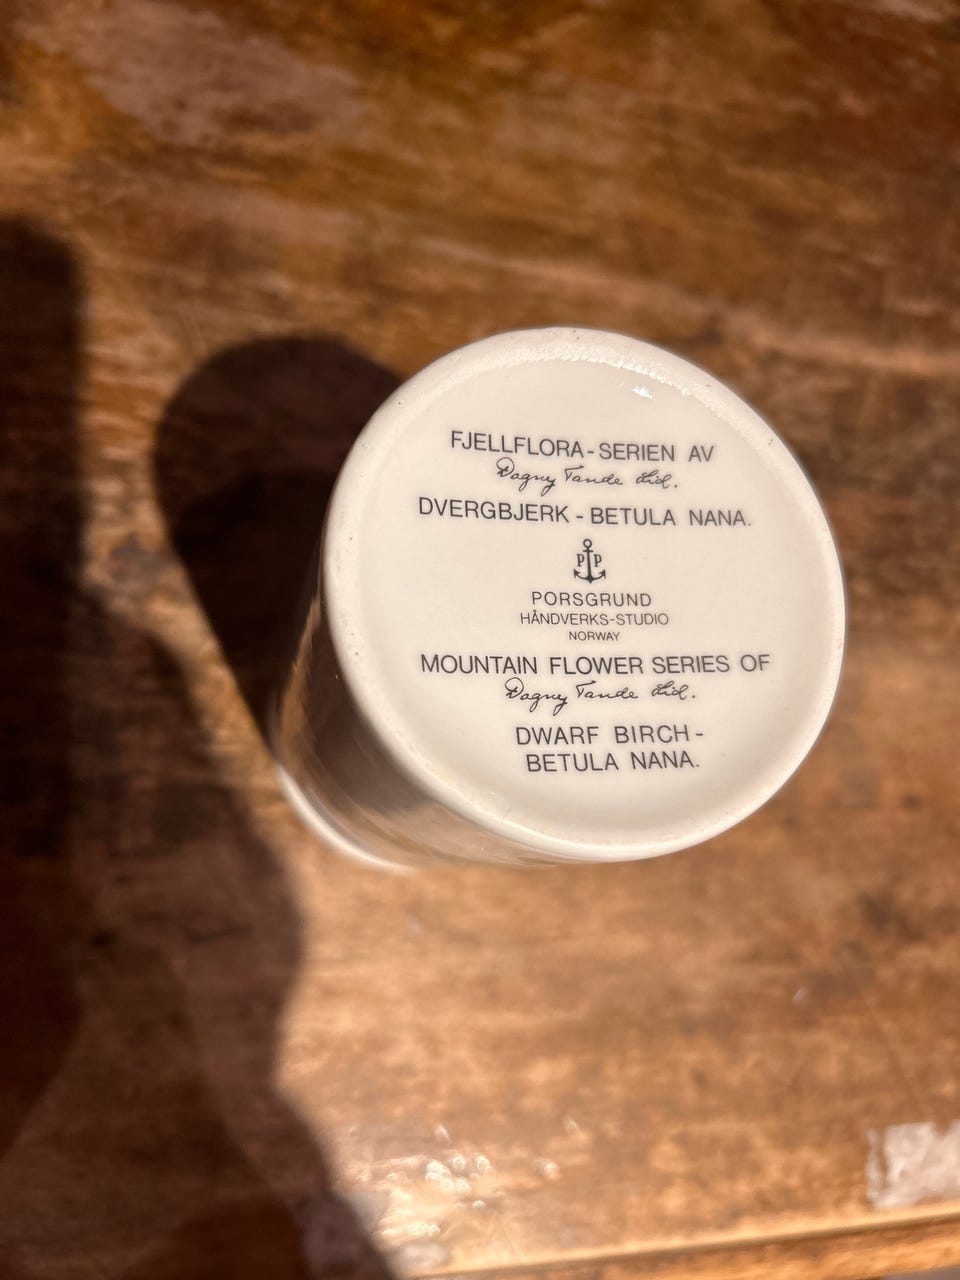 FJELLFLORA-SERIEN AV
Dagny Tande Lid.
DVERGBJERK - BETULA NANA.
P P
PORSGRUND
HÅNDVERKS-STUDIO
NORWAY
MOUNTAIN FLOWER SERIES OF
Dagny Tande Lid.
DWARF BIRCH-
BETULA NANA.